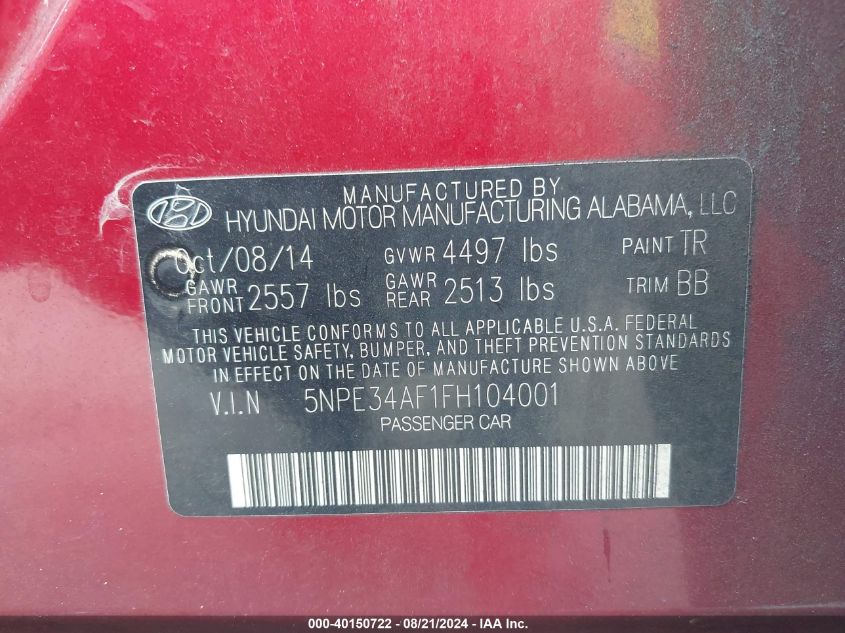 MANUFACTURED BY
HYUNDAI MOTOR MANUFACTURING ALABAMA, LLC
Oct/08/14 GVWR 4497 lbs PAINT TR
GAWR FRONT 2557 lbs GAWR REAR 2513 lbs TRIM BB
THIS VEHICLE CONFORMS TO ALL APPLICABLE U.S.A. FEDERAL
MOTOR VEHICLE SAFETY, BUMPER, AND THEFT PREVENTION STANDARDS
IN EFFECT ON THE DATE OF MANUFACTURE SHOWN ABOVE.
V.I.N 5NPE34AF1FH104001
PASSENGER CAR
000-40150722 - 08/21/2024 - IAA Inc.